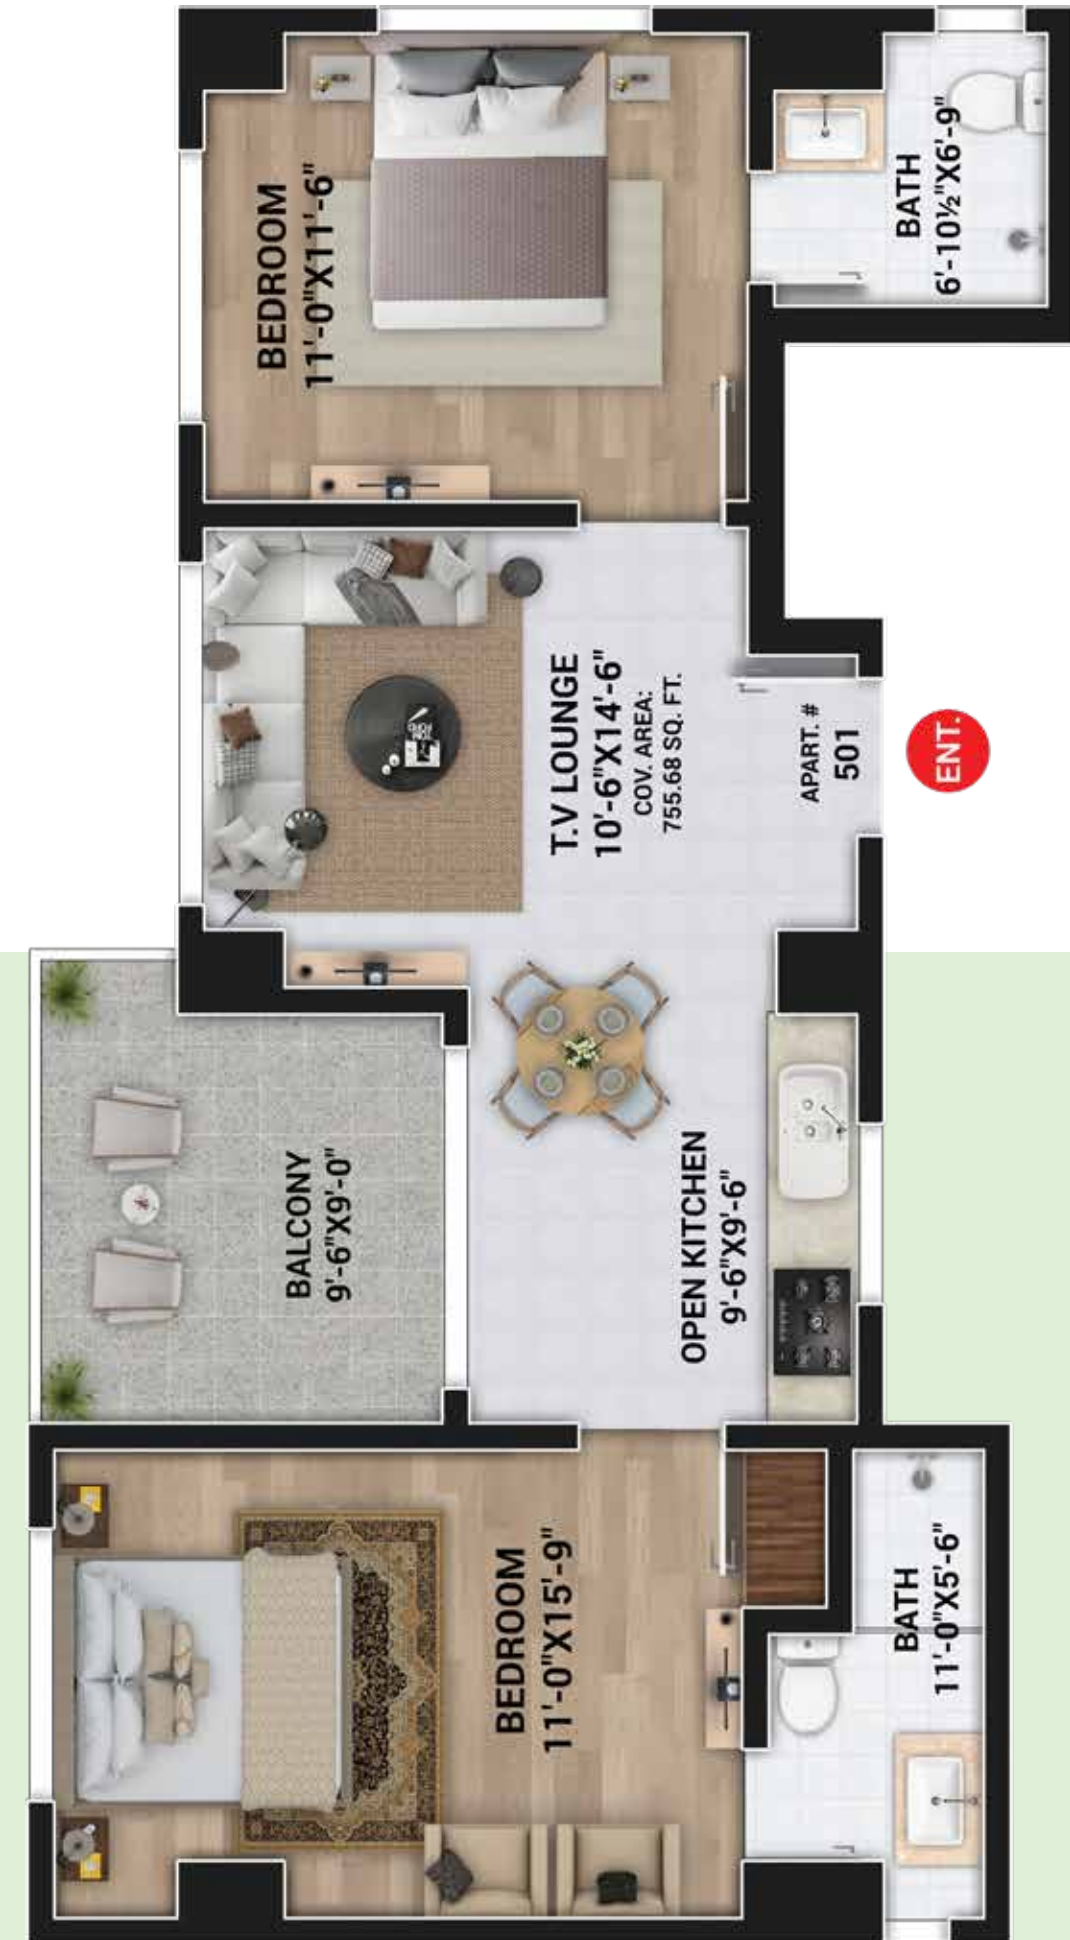 BEDROOM
11'-0"X11'-6"
BATH
6'-10½"X6'-9"
T.V LOUNGE
10'-6"X14'-6"
COV. AREA:
755.68 SQ. FT.
APART. #
501
ENT.
BALCONY
9'-6"X9'-0"
OPEN KITCHEN
9'-6"X9'-6"
BEDROOM
11'-0"X15'-9"
BATH
11'-0"X5'-6"